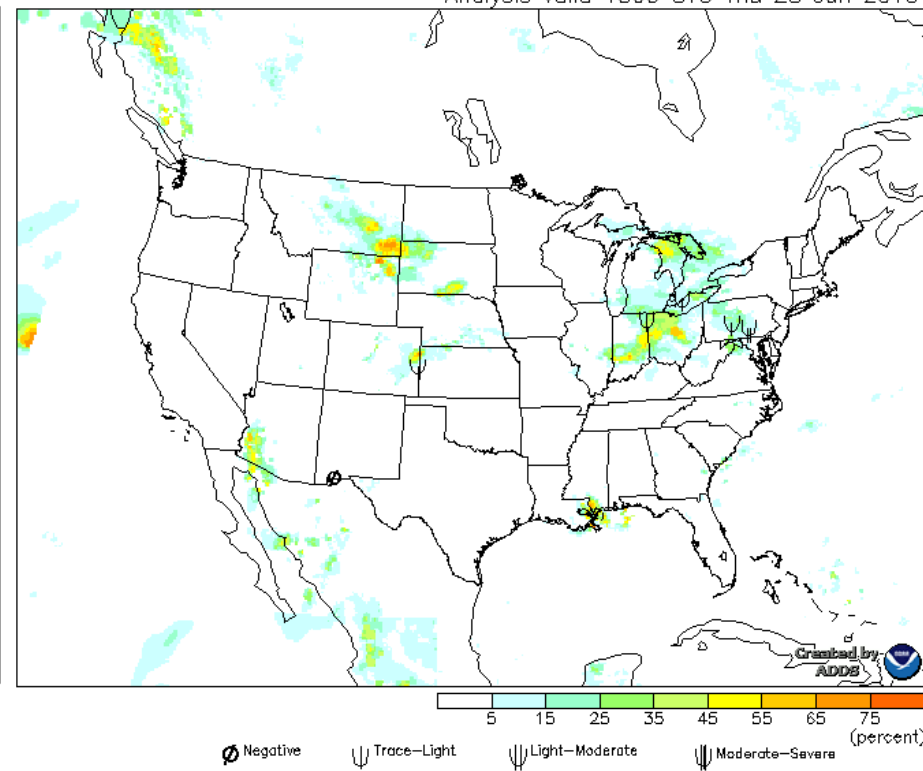 Created by
ADDS
5 15 25 35 45 55 65 75
(percent)
Negative Trace-Light Light-Moderate Moderate-Severe